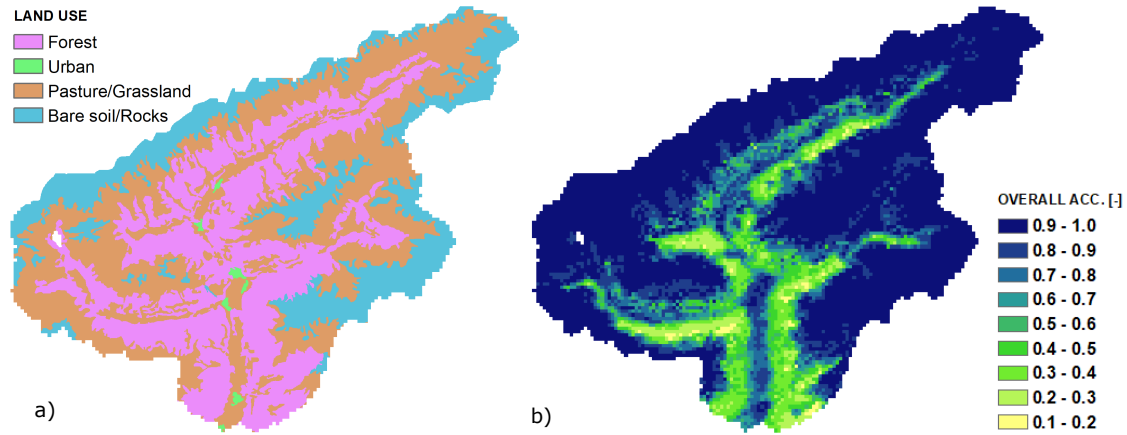 LAND USE
Forest
Urban
Pasture/Grassland
Bare soil/Rocks
a)
b)
OVERALL ACC. [-]
0.9 - 1.0
0.8 - 0.9
0.7 - 0.8
0.6 - 0.7
0.5 - 0.6
0.4 - 0.5
0.3 - 0.4
0.2 - 0.3
0.1 - 0.2